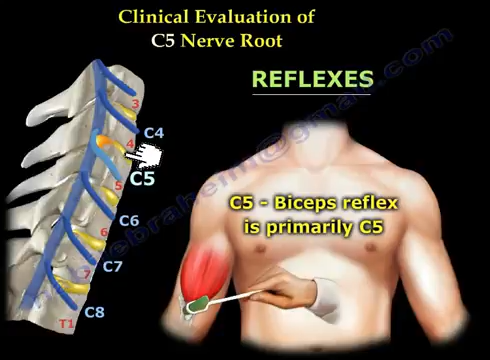 Clinical Evaluation of
C5 Nerve Root
REFLEXES
3
C4
4
C5
5
C6
6
C7
7
C8
T1
C5 - Biceps reflex
is primarily C5